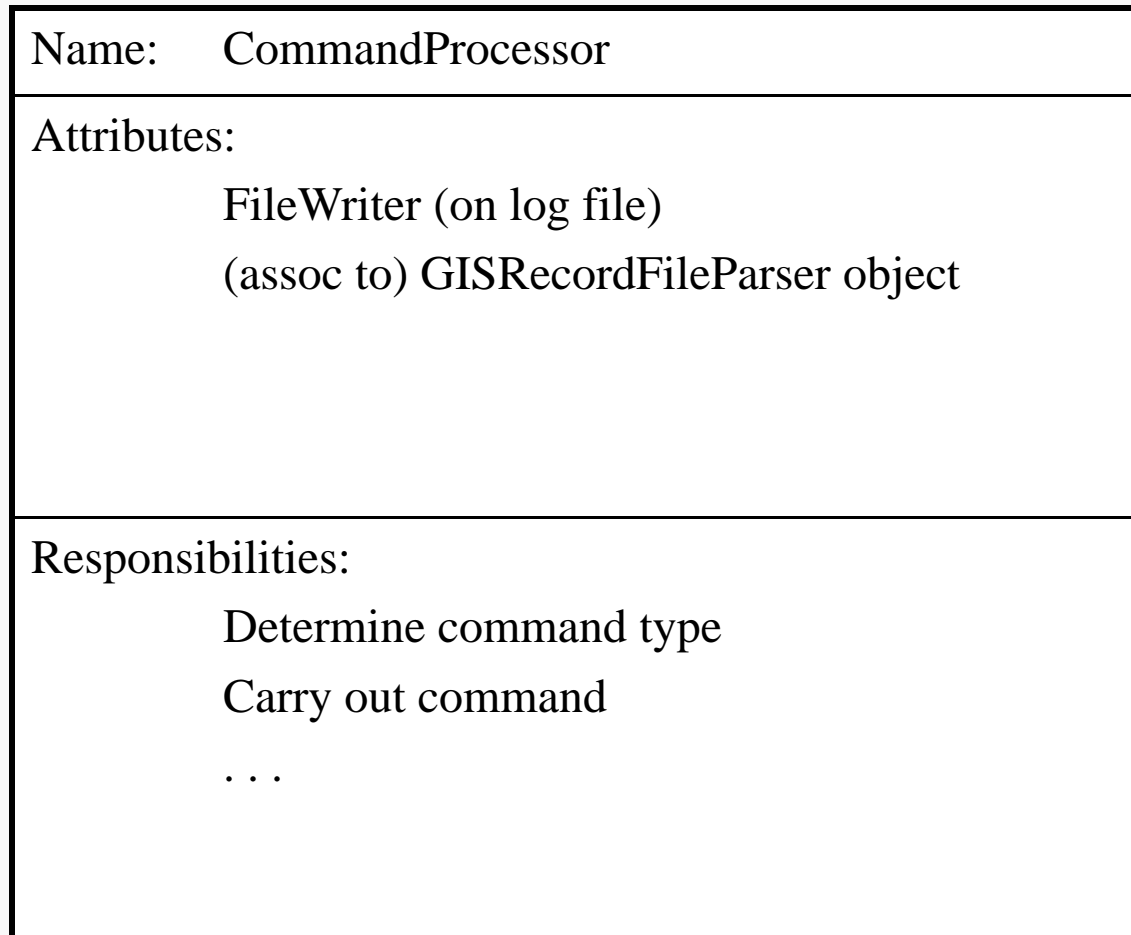 Name: CommandProcessor
Attributes:
FileWriter (on log file)
(assoc to) GISRecordFileParser object
Responsibilities:
Determine command type
Carry out command
. . .